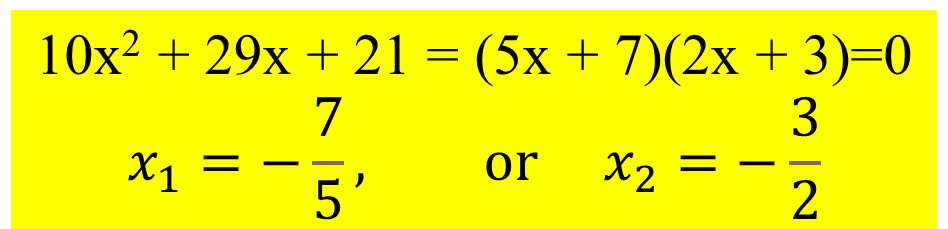 10x² + 29x + 21 = (5x + 7)(2x + 3)=0
x₁ = −7/5, or x₂ = −3/2